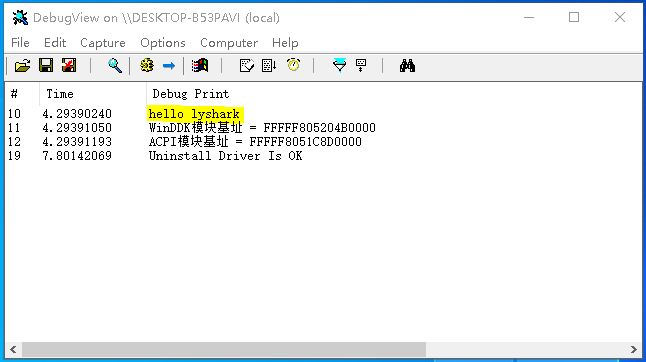 DebugView on \\DESKTOP-B53PAVI (local)
File Edit Capture Options Computer Help
# Time Debug Print
10 4.29390240 hello lyshark
11 4.29391050 WinDDK模块基址 = FFFFF805204B0000
12 4.29391193 ACPI模块基址 = FFFFF8051C8D0000
19 7.80142069 Uninstall Driver Is OK